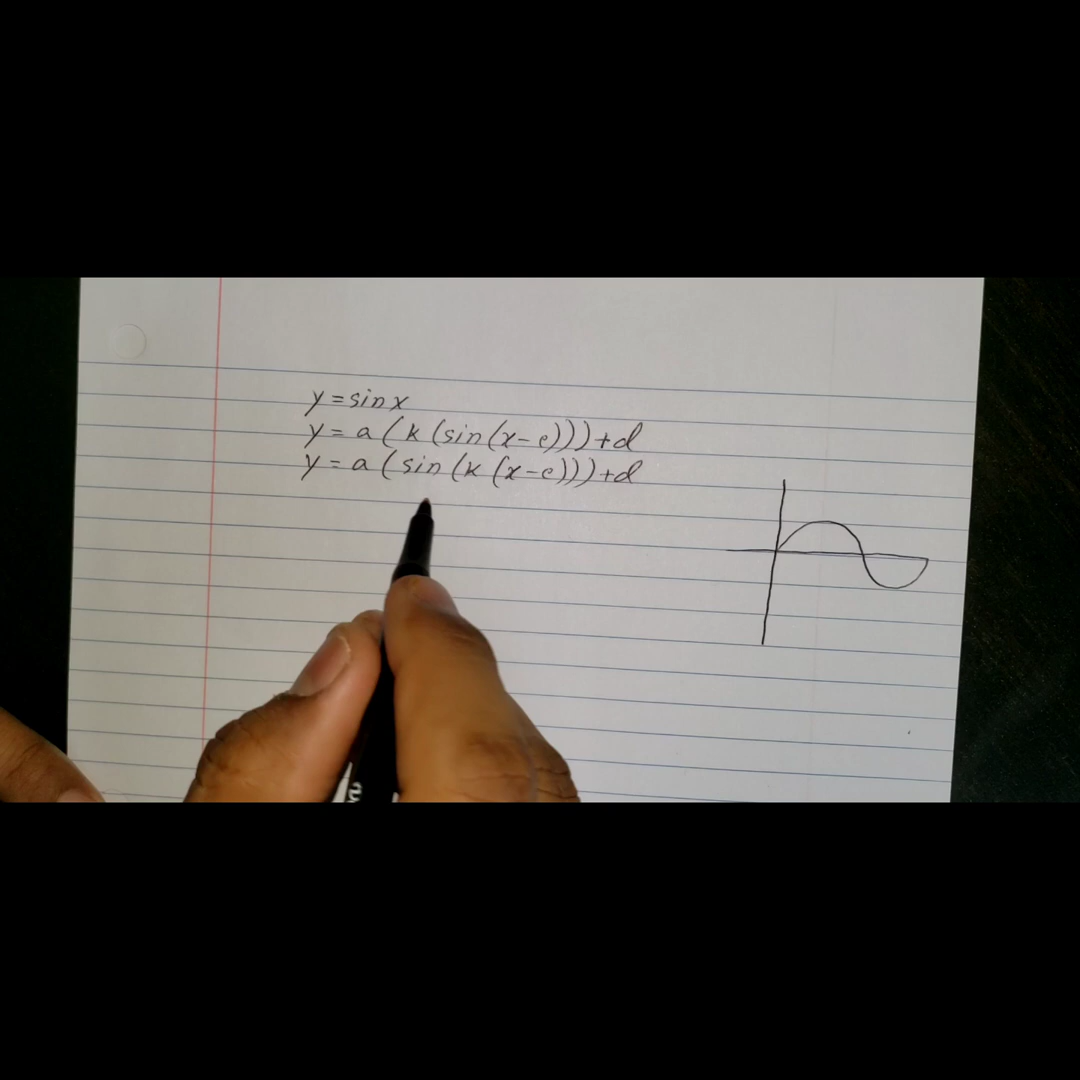 y = sin x
y = a (k (sin (x - c))) + d
y = a (sin (k (x - c))) + d